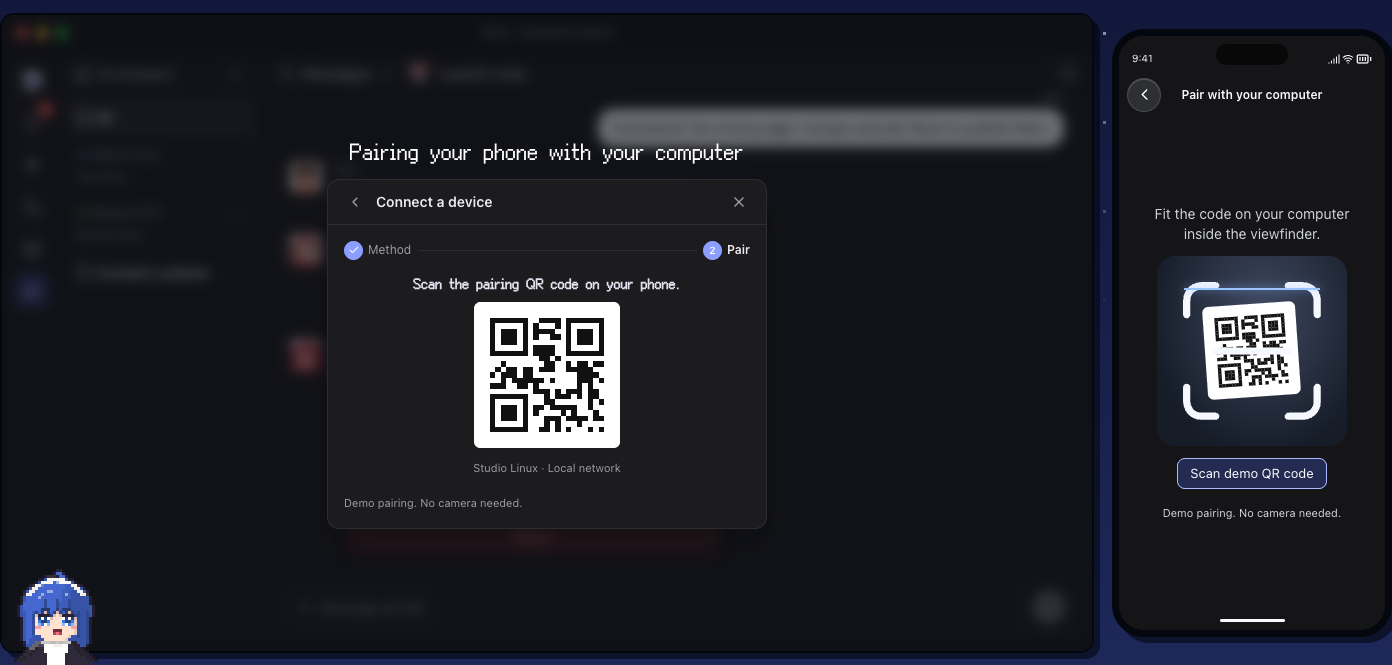 Pairing your phone with your computer
Connect a device
Method
2 Pair
Scan the pairing QR code on your phone.
Studio Linux · Local network
Demo pairing. No camera needed.
9:41
Pair with your computer
Fit the code on your computer
inside the viewfinder.
Scan demo QR code
Demo pairing. No camera needed.